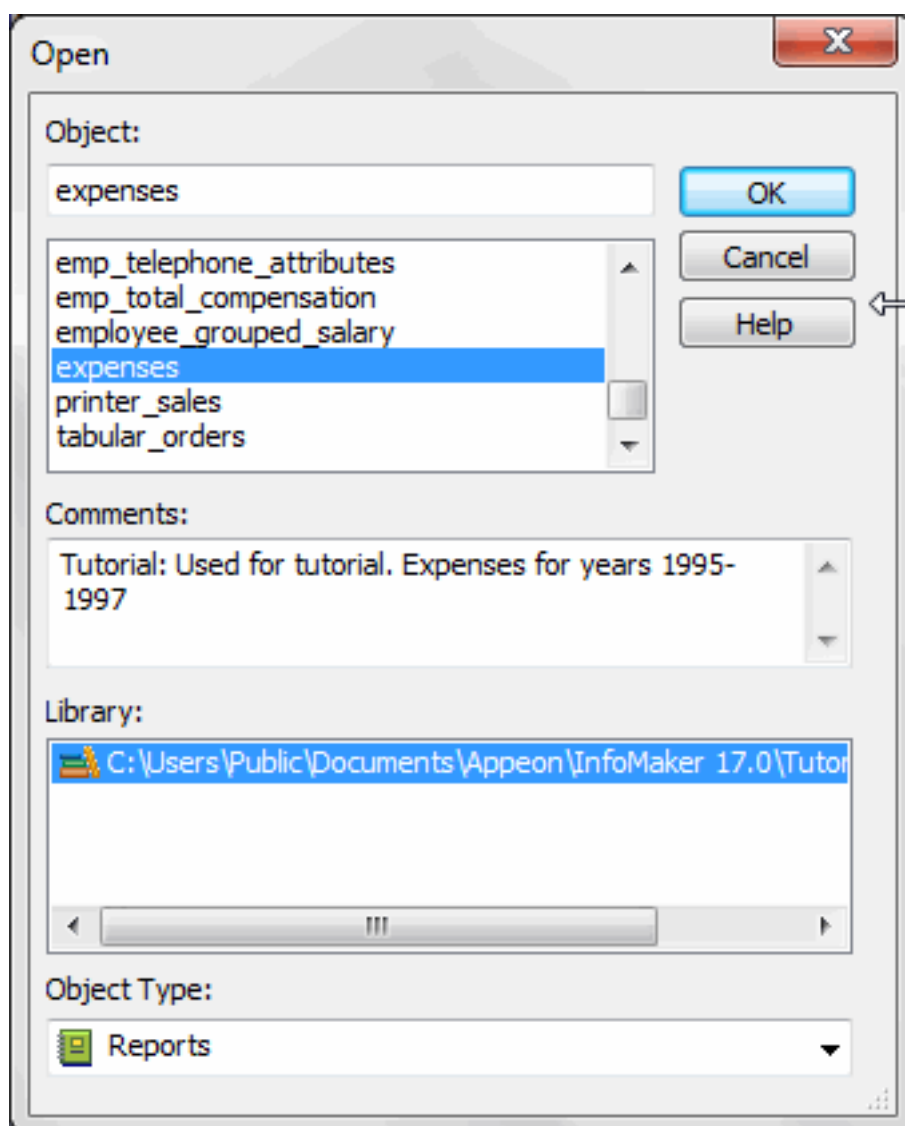 Open
Object:
expenses
OK
emp_telephone_attributes
emp_total_compensation
employee_grouped_salary
expenses
printer_sales
tabular_orders
Cancel
Help
Comments:
Tutorial: Used for tutorial. Expenses for years 1995-
1997
Library:
C:\Users\Public\Documents\Appeon\InfoMaker 17.0\Tutor
Object Type:
Reports